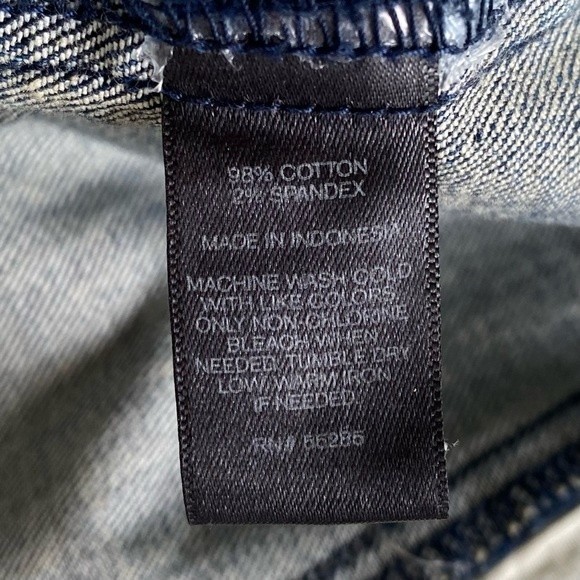 98% COTTON
2% SPANDEX
MADE IN INDONESIA
MACHINE WASH COLD
WITH LIKE COLORS.
ONLY NON-CHLORINE
BLEACH WHEN
NEEDED. TUMBLE DRY
LOW. WARM IRON
IF NEEDED.
RN#